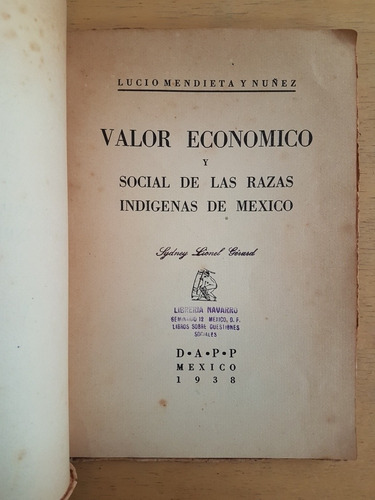 LUCIO MENDIETA Y NUÑEZ
VALOR ECONOMICO
Y
SOCIAL DE LAS RAZAS
INDIGENAS DE MEXICO
Sydney Lionel Gérard
LIBRERIA NAVARRO
SEMINARIO 12. MEXICO, D. F.
LIBROS SOBRE CUESTIONES
SOCIALES
D•A•P•P
MEXICO
1938